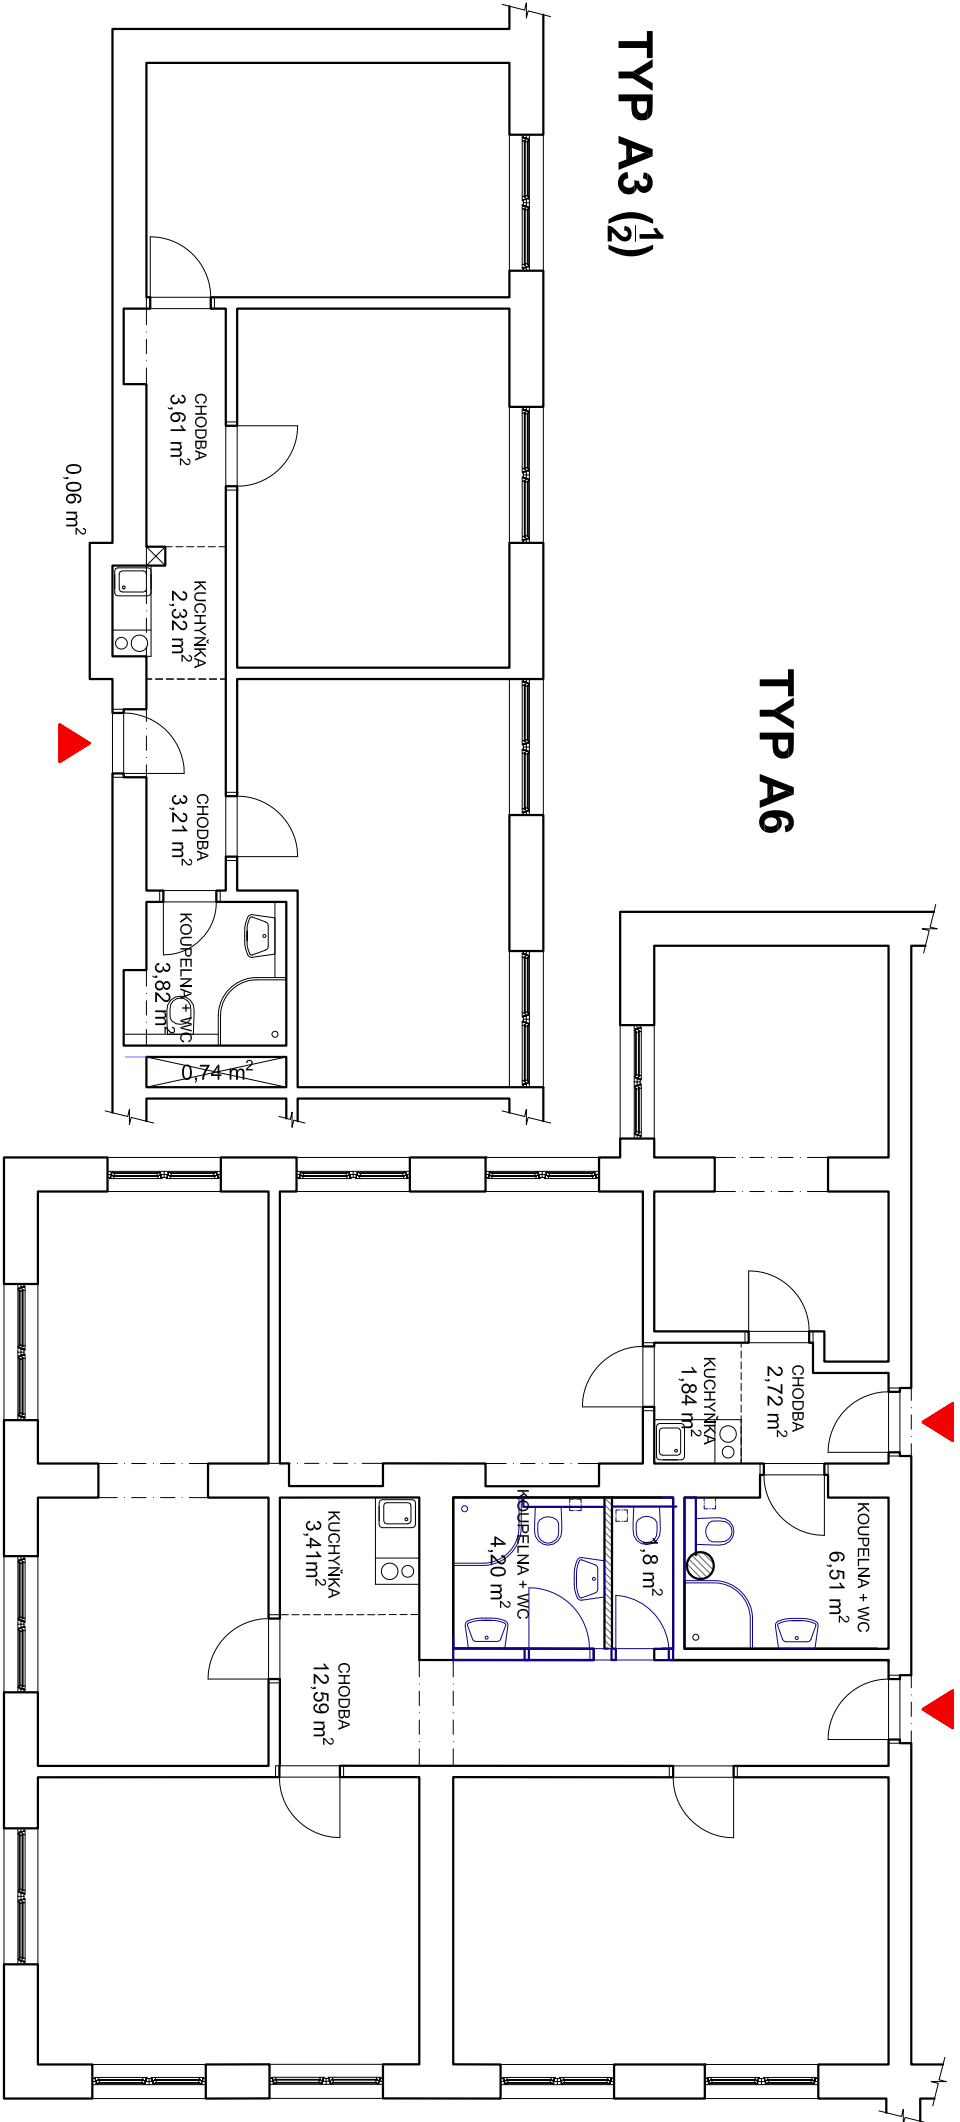 TYP A3 (1/2)
CHODBA
3,61 m²
0,06 m²
KUCHYŇKA
2,32 m²
CHODBA
3,21 m²
KOUPELNA + WC
3,82 m²
0,74 m²
TYP A6
CHODBA
2,72 m²
KUCHYŇKA
1,84 m²
KOUPELNA + WC
6,51 m²
1,8 m²
KOUPELNA + WC
4,20 m²
KUCHYŇKA
3,41m²
CHODBA
12,59 m²